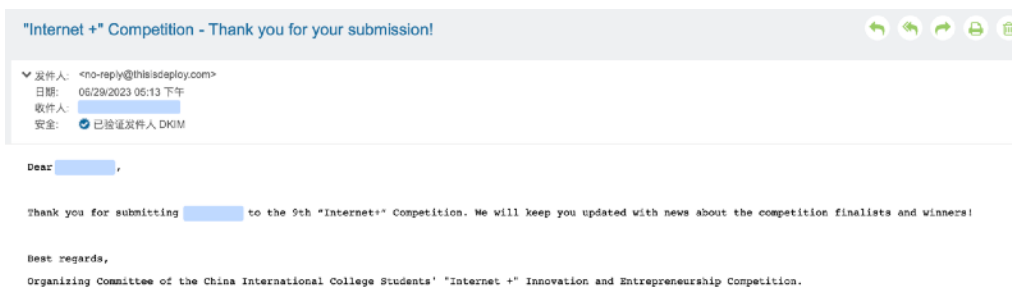 "Internet +" Competition - Thank you for your submission!
发件人: <no-reply@thisisdeploy.com>
日期: 06/29/2023 05:13 下午
收件人:
安全: 已验证发件人 DKIM
Dear ,
Thank you for submitting to the 9th "Internet+" Competition. We will keep you updated with news about the competition finalists and winners!
Best regards,
Organizing Committee of the China International College Students' "Internet +" Innovation and Entrepreneurship Competition.